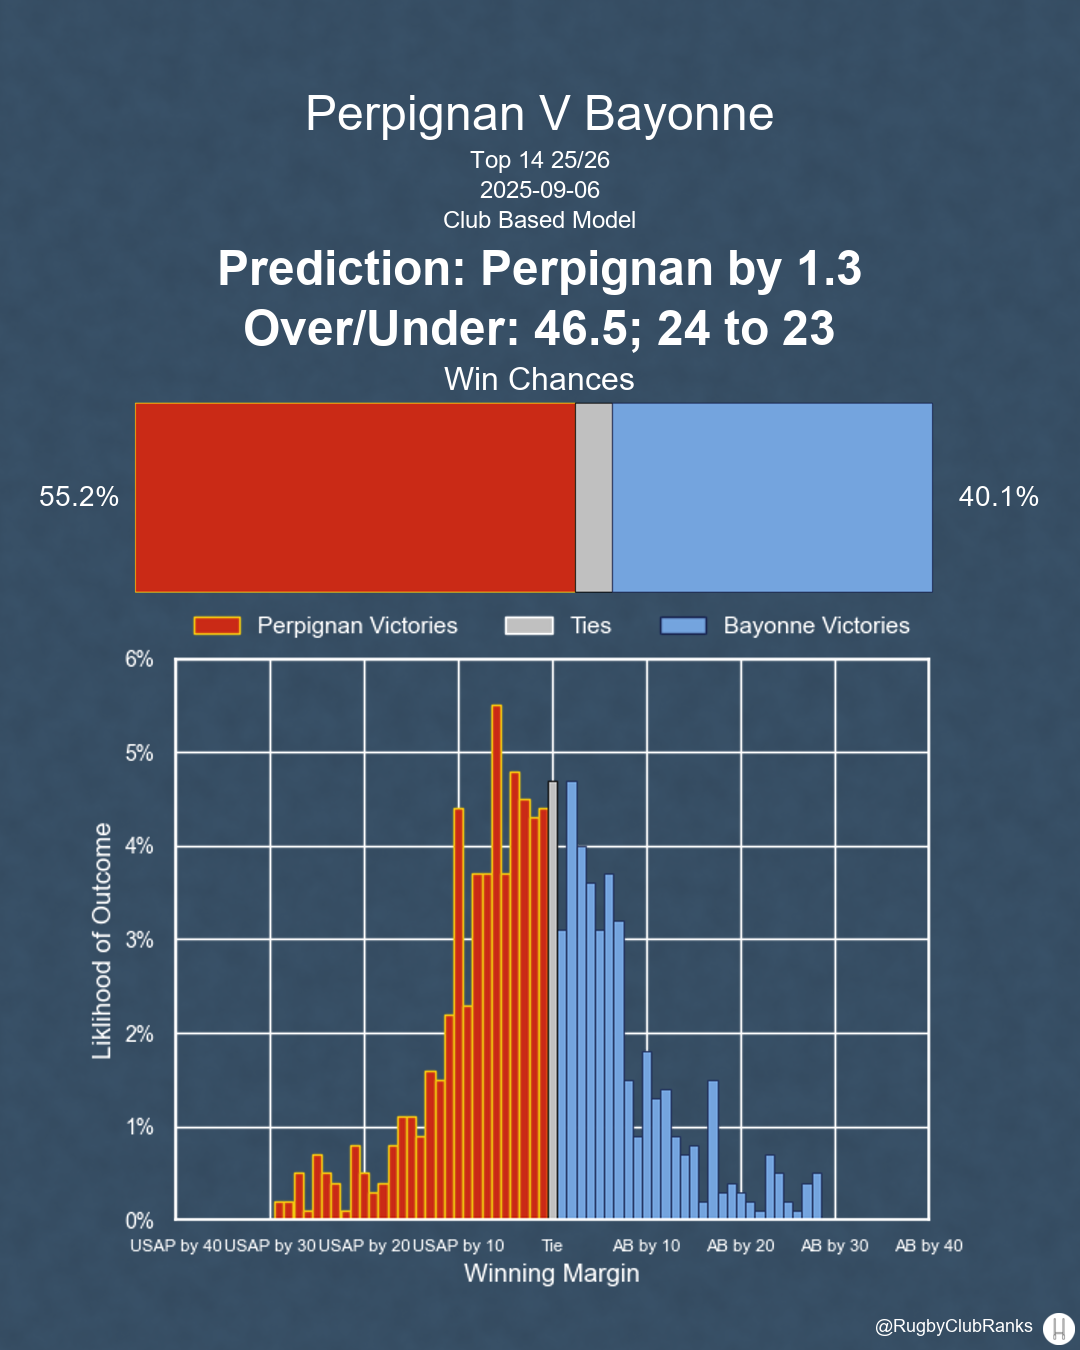 Perpignan V Bayonne
Top 14 25/26
2025-09-06
Club Based Model
Prediction: Perpignan by 1.3
Over/Under: 46.5; 24 to 23
Win Chances
55.2%
40.1%
Perpignan Victories
Ties
Bayonne Victories
6%
5%
4%
3%
2%
1%
0%
Liklihood of Outcome
USAP by 40 USAP by 30 USAP by 20 USAP by 10 Tie AB by 10 AB by 20 AB by 30 AB by 40
Winning Margin
@RugbyClubRanks